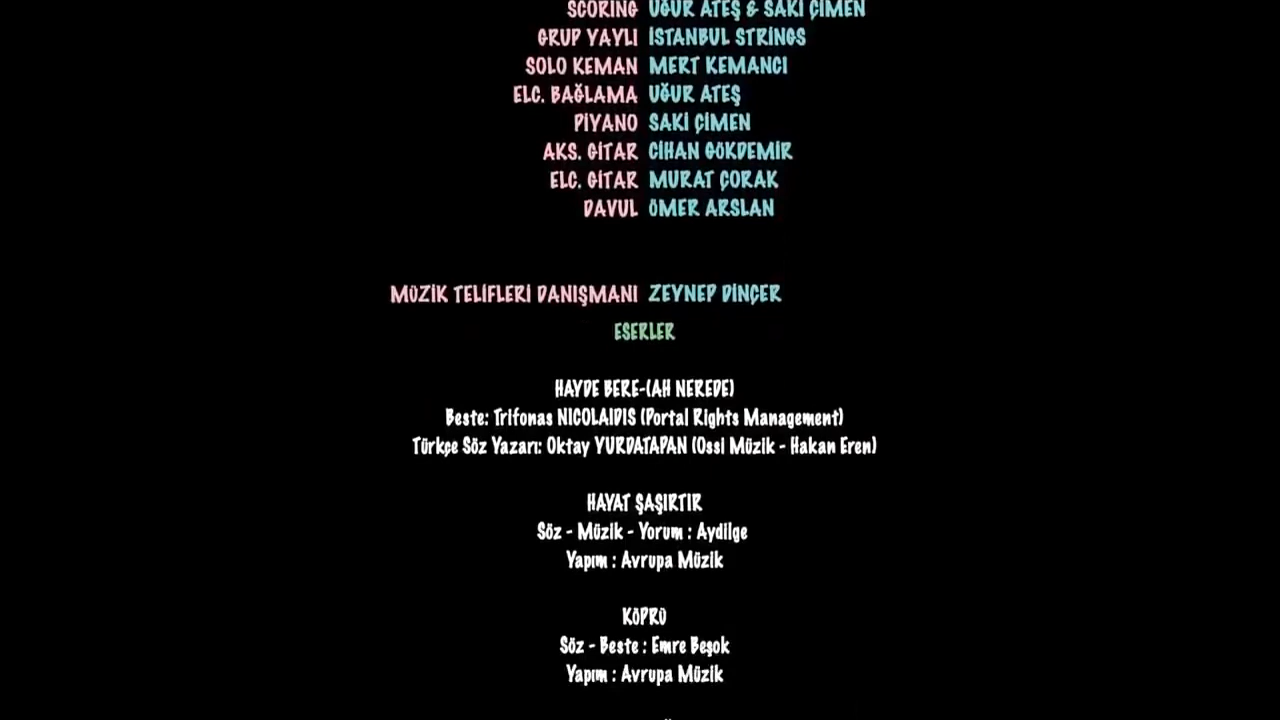 SCORING UĞUR ATEŞ & SAKİ ÇİMEN
GRUP YAYLI İSTANBUL STRINGS
SOLO KEMAN MERT KEMANCI
ELC. BAĞLAMA UĞUR ATEŞ
PİYANO SAKİ ÇİMEN
AKS. GİTAR CİHAN GÖKDEMİR
ELC. GİTAR MURAT ÇORAK
DAVUL ÖMER ARSLAN
MÜZİK TELİFLERİ DANIŞMANI ZEYNEP DİNÇER
ESERLER
HAYDE BERE-(AH NEREDE)
Beste: Trifonas NICOLAIDIS (Portal Rights Management)
Türkçe Söz Yazarı: Oktay YURDATAPAN (Ossi Müzik - Hakan Eren)
HAYAT ŞAŞIRTIR
Söz - Müzik - Yorum : Aydilge
Yapım : Avrupa Müzik
KÖPRÜ
Söz - Beste : Emre Beşok
Yapım : Avrupa Müzik